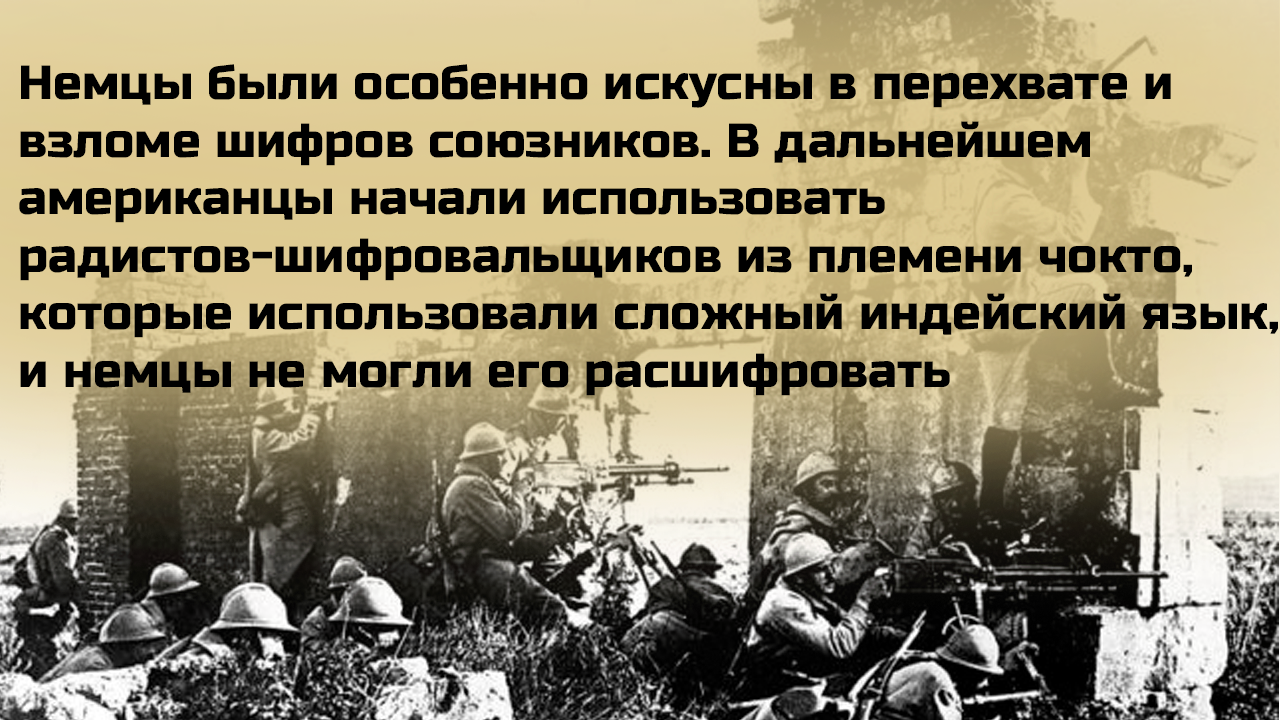 Немцы были особенно искусны в перехвате и
взломе шифров союзников. В дальнейшем
американцы начали использовать
радистов-шифровальщиков из племени чокто,
которые использовали сложный индейский язык,
и немцы не могли его расшифровать